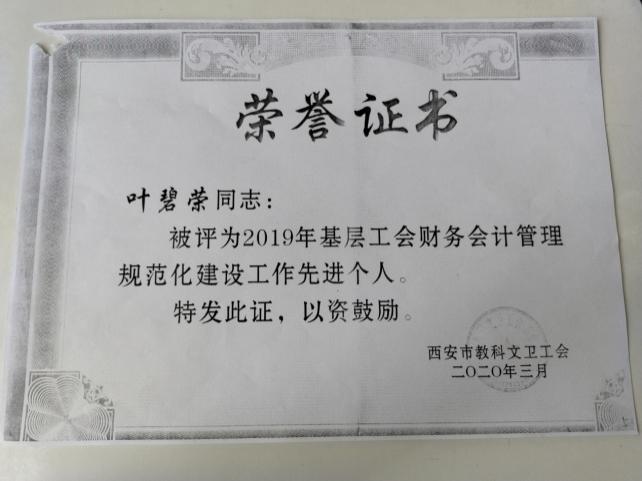 荣誉证书
叶碧荣同志：
被评为2019年基层工会财务会计管理
规范化建设工作先进个人。
特发此证，以资鼓励。
西安市教科文卫工会
二〇二〇年三月